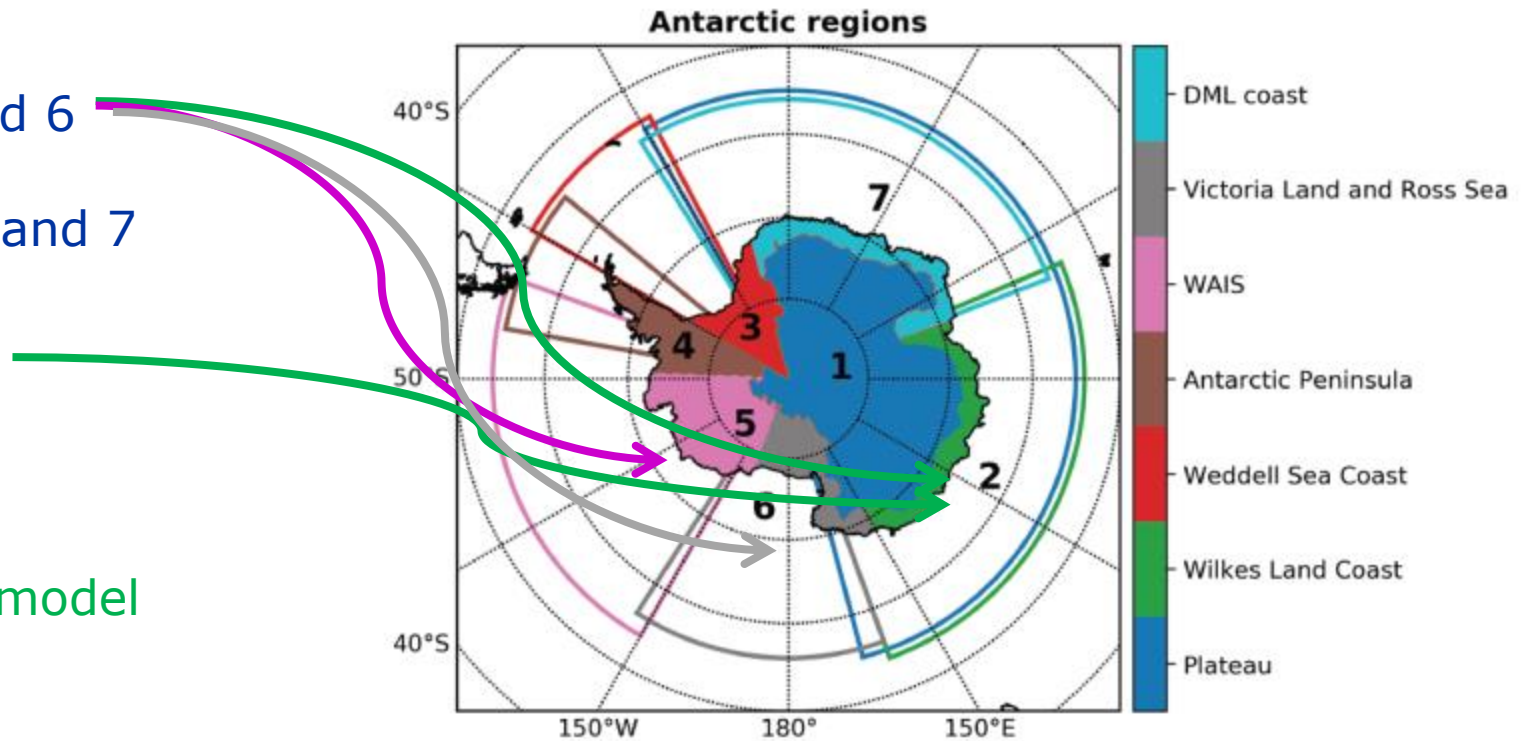 Antarctic regions
d 6
and 7
model
40°S
50°S
40°S
150°W
180°
150°E
7
3
4
1
5
2
6
DML coast
Victoria Land and Ross Sea
WAIS
Antarctic Peninsula
Weddell Sea Coast
Wilkes Land Coast
Plateau